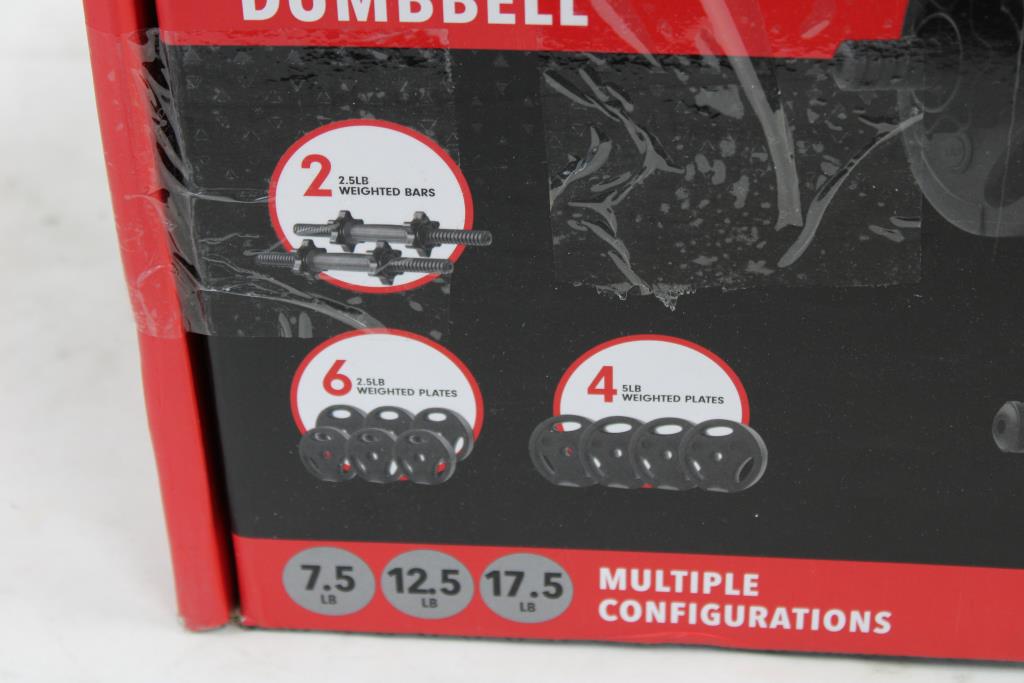 DUMBBELL
2 2.5LB
WEIGHTED BARS
6 2.5LB
WEIGHTED PLATES
4 5LB
WEIGHTED PLATES
7.5
LB
12.5
LB
17.5
LB
MULTIPLE
CONFIGURATIONS